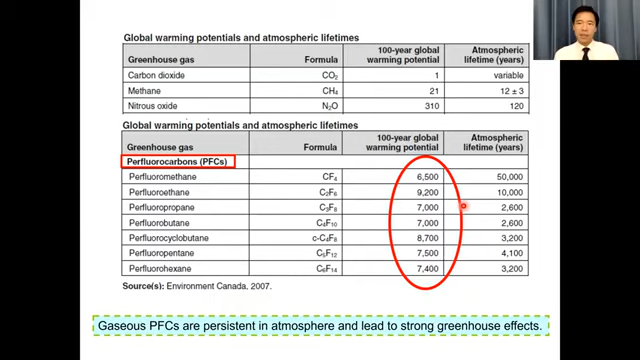 Global warming potentials and atmospheric lifetimes
Greenhouse gas Formula 100-year global warming potential Atmospheric lifetime (years)
Carbon dioxide CO₂ 1 variable
Methane CH₄ 21 12 ± 3
Nitrous oxide N₂O 310 120
Global warming potentials and atmospheric lifetimes
Greenhouse gas Formula 100-year global warming potential Atmospheric lifetime (years)
Perfluorocarbons (PFCs)
Perfluoromethane CF₄ 6,500 50,000
Perfluoroethane C₂F₆ 9,200 10,000
Perfluoropropane C₃F₈ 7,000 2,600
Perfluorobutane C₄F₁₀ 7,000 2,600
Perfluorocyclobutane c-C₄F₈ 8,700 3,200
Perfluoropentane C₅F₁₂ 7,500 4,100
Perfluorohexane C₆F₁₄ 7,400 3,200
Source(s): Environment Canada, 2007.
Gaseous PFCs are persistent in atmosphere and lead to strong greenhouse effects.